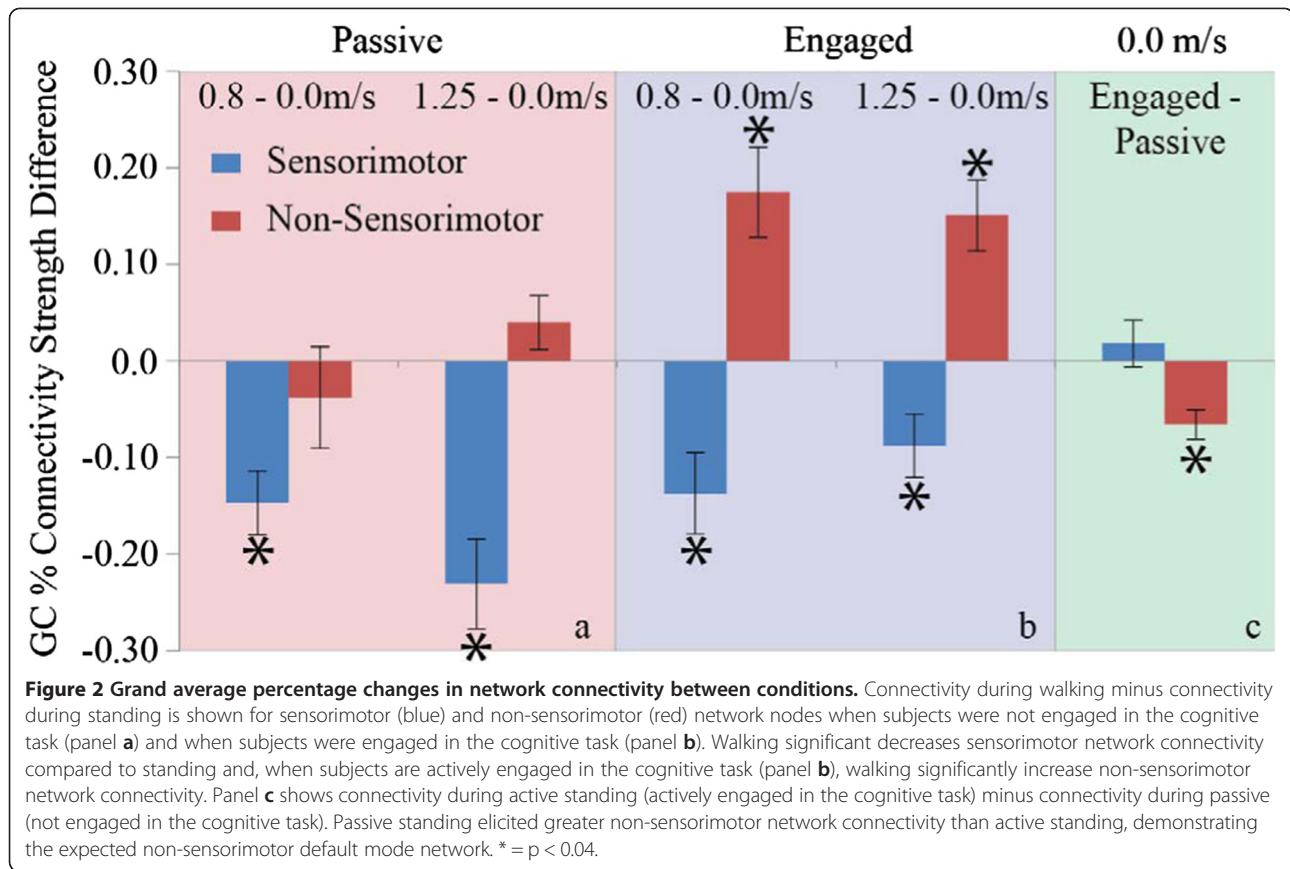 Passive Engaged 0.0 m/s
0.8 - 0.0m/s 1.25 - 0.0m/s 0.8 - 0.0m/s 1.25 - 0.0m/s Engaged -
Passive
Sensorimotor
Non-Sensorimotor
GC % Connectivity Strength Difference
0.30
0.20
0.10
0.0
-0.10
-0.20
-0.30
* * * * * * *
a b c
Figure 2 Grand average percentage changes in network connectivity between conditions. Connectivity during walking minus connectivity
during standing is shown for sensorimotor (blue) and non-sensorimotor (red) network nodes when subjects were not engaged in the cognitive
task (panel a) and when subjects were engaged in the cognitive task (panel b). Walking significant decreases sensorimotor network connectivity
compared to standing and, when subjects are actively engaged in the cognitive task (panel b), walking significantly increase non-sensorimotor
network connectivity. Panel c shows connectivity during active standing (actively engaged in the cognitive task) minus connectivity during passive
(not engaged in the cognitive task). Passive standing elicited greater non-sensorimotor network connectivity than active standing, demonstrating
the expected non-sensorimotor default mode network. * = p < 0.04.